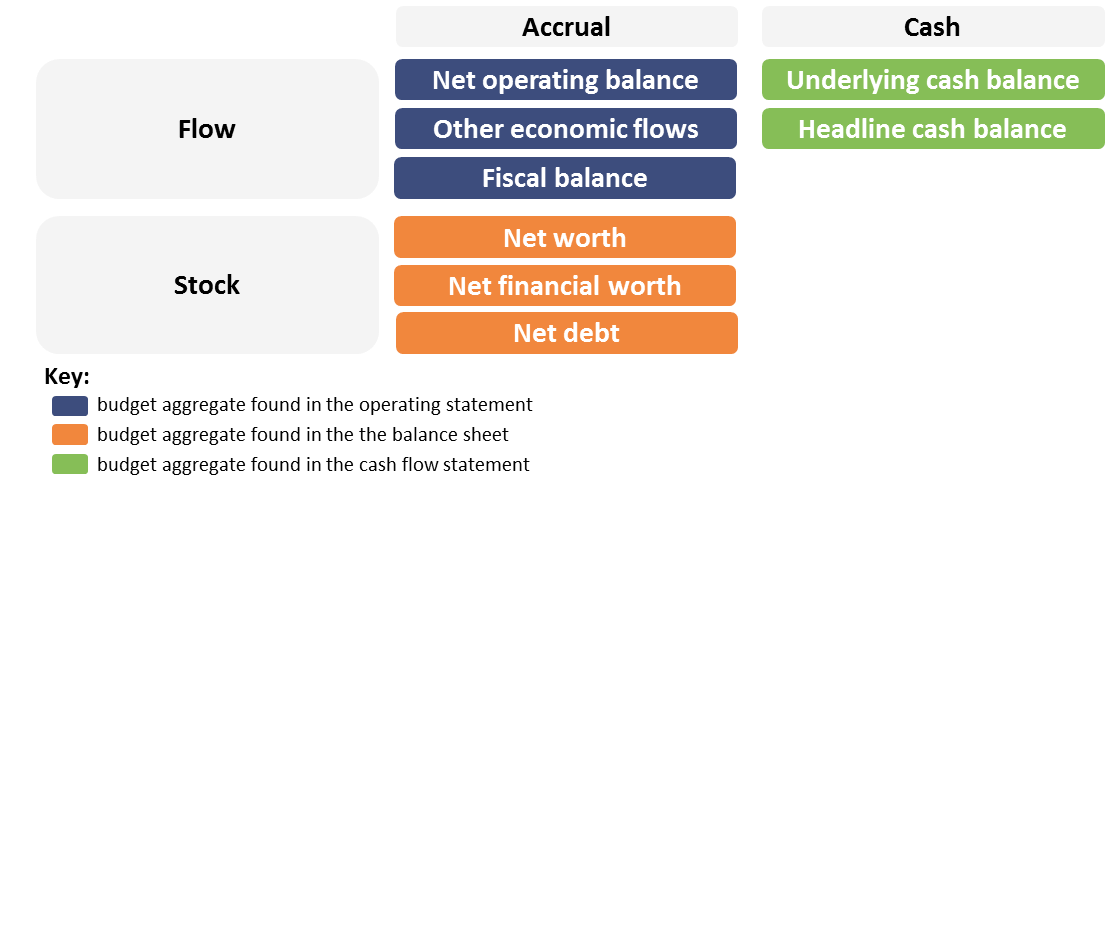 Accrual
Cash
Flow
Net operating balance
Underlying cash balance
Other economic flows
Headline cash balance
Fiscal balance
Stock
Net worth
Net financial worth
Net debt
Key:
budget aggregate found in the operating statement
budget aggregate found in the the balance sheet
budget aggregate found in the cash flow statement